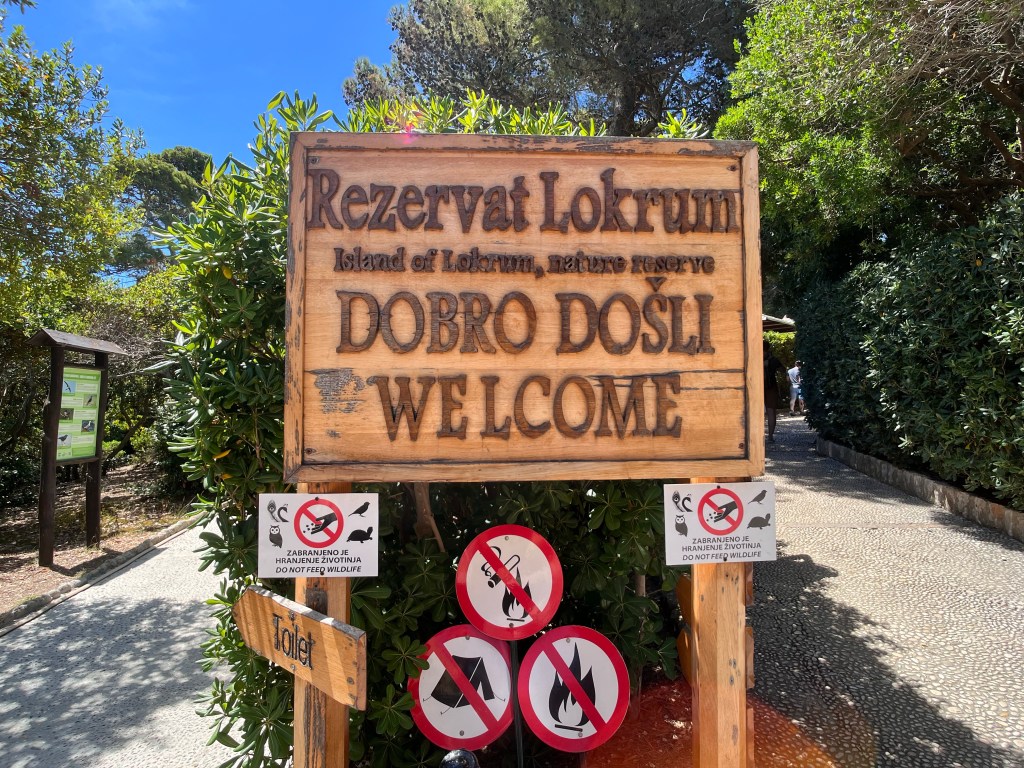 Rezervat Lokrum
Island of Lokrum, nature reserve
DOBRO DOŠLI
WELCOME
ZABRANJENO JE
HRANJENJE ŽIVOTINJA
DO NOT FEED WILDLIFE
ZABRANJENO JE
HRANJENJE ŽIVOTINJA
DO NOT FEED WILDLIFE
Toilet